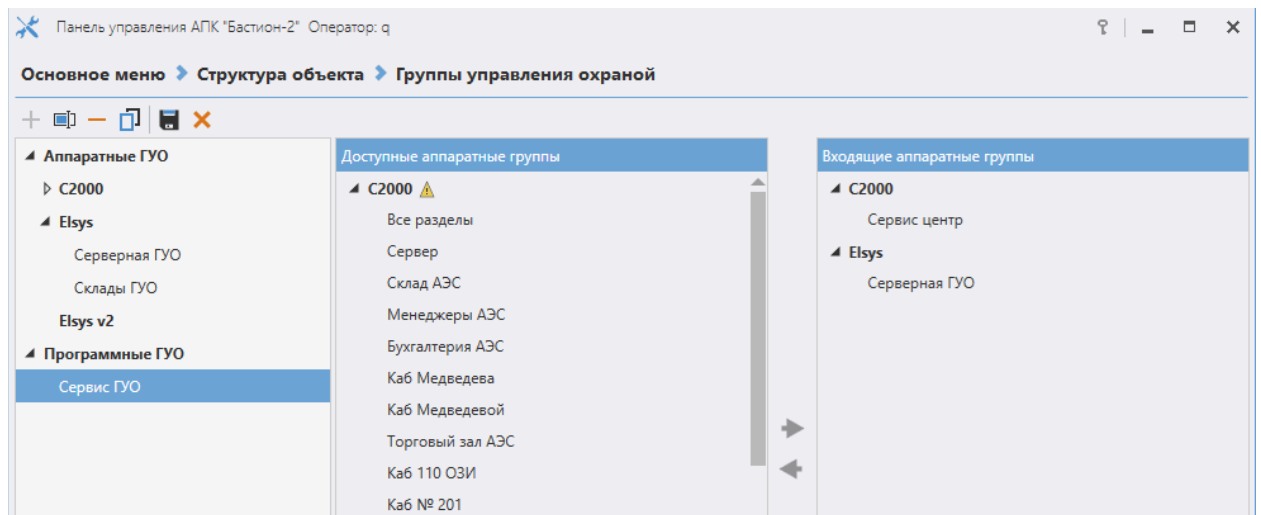 Панель управления АПК "Бастион-2" Оператор: q
Основное меню Структура объекта Группы управления охраной
Аппаратные ГУО
С2000
Elsys
Серверная ГУО
Склады ГУО
Elsys v2
Программные ГУО
Сервис ГУО
Доступные аппаратные группы
С2000
Все разделы
Сервер
Склад АЭС
Менеджеры АЭС
Бухгалтерия АЭС
Каб Медведева
Каб Медведевой
Торговый зал АЭС
Каб 110 ОЗИ
Каб № 201
Входящие аппаратные группы
С2000
Сервис центр
Elsys
Серверная ГУО